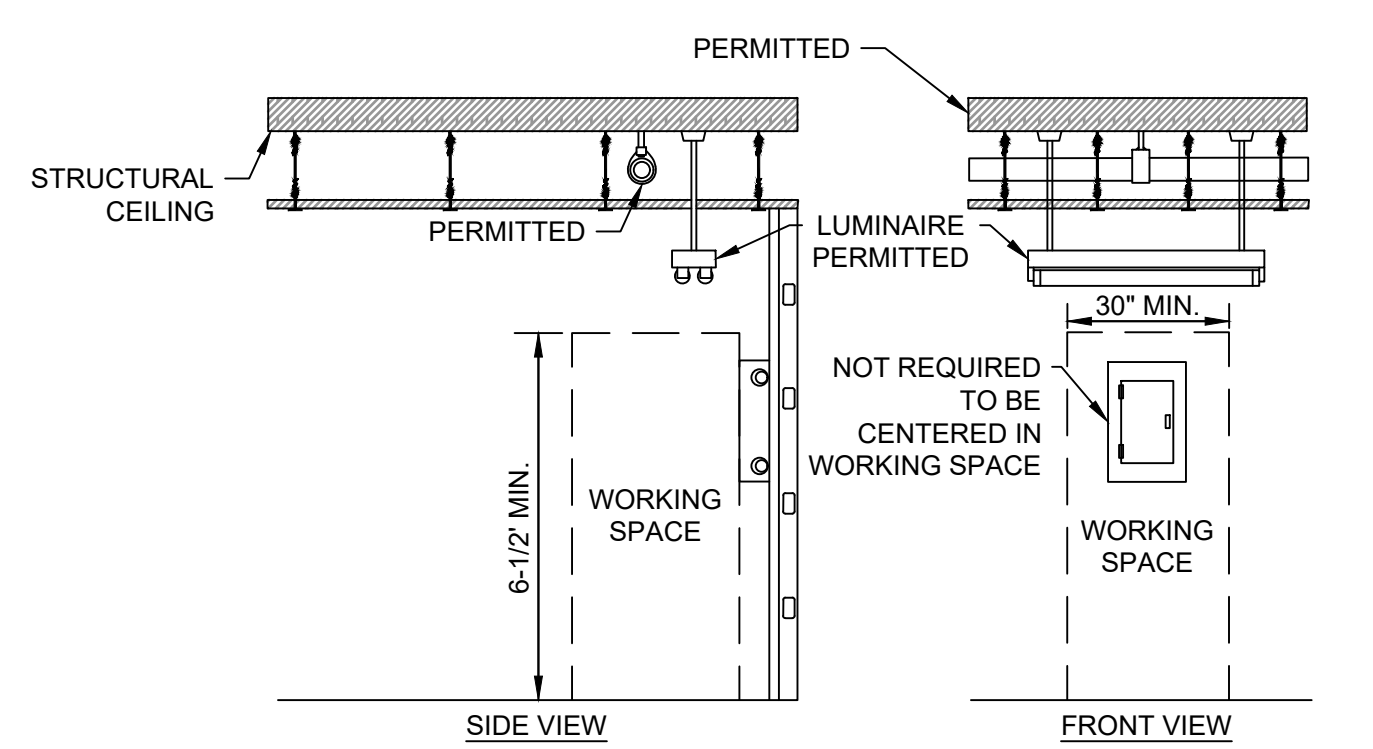 PERMITTED
STRUCTURAL
CEILING
PERMITTED
LUMINAIRE
PERMITTED
30" MIN.
NOT REQUIRED
TO BE
CENTERED IN
WORKING SPACE
6-1/2' MIN.
WORKING
SPACE
WORKING
SPACE
SIDE VIEW
FRONT VIEW